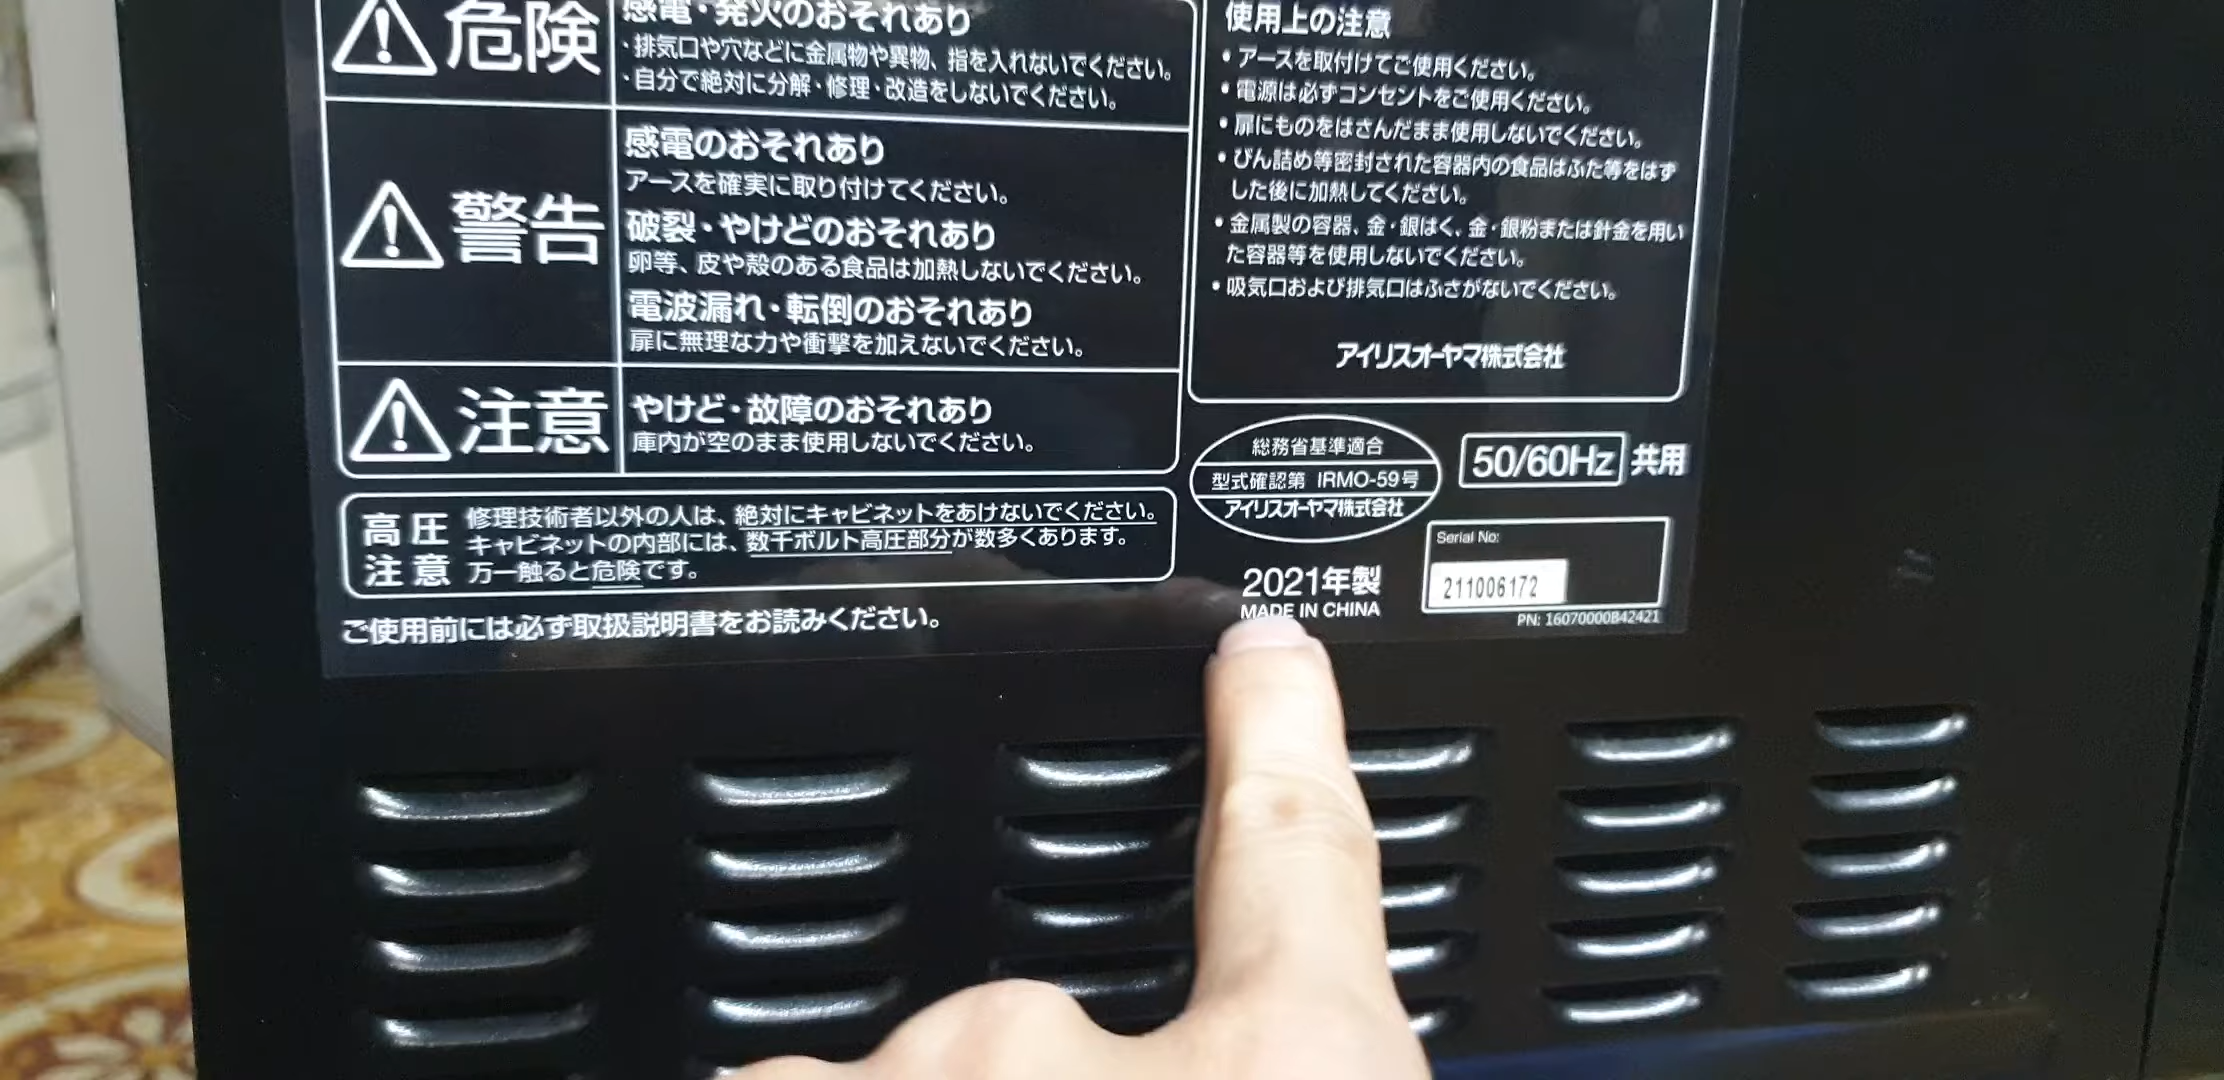 危険
感電・発火のおそれあり
・排気口や穴などに金属物や異物、指を入れないでください。
・自分で絶対に分解・修理・改造をしないでください。
警告
感電のおそれあり
アースを確実に取り付けてください。
破裂・やけどのおそれあり
卵等、皮や殻のある食品は加熱しないでください。
電波漏れ・転倒のおそれあり
扉に無理な力や衝撃を加えないでください。
注意
やけど・故障のおそれあり
庫内が空のまま使用しないでください。
高圧
注意
修理技術者以外の人は、絶対にキャビネットをあけないでください。
キャビネットの内部には、数千ボルト高圧部分が数多くあります。
万一触ると危険です。
ご使用前には必ず取扱説明書をお読みください。
使用上の注意
• アースを取付けてご使用ください。
• 電源は必ずコンセントをご使用ください。
• 扉にものをはさんだまま使用しないでください。
• びん詰め等密封された容器内の食品はふた等をはず
した後に加熱してください。
• 金属製の容器、金・銀はく、金・銀粉または針金を用い
た容器等を使用しないでください。
• 吸気口および排気口はふさがないでください。
アイリスオーヤマ株式会社
総務省基準適合
型式確認第 IRMO-59号
アイリスオーヤマ株式会社
50/60Hz 共用
2021年製
MADE IN CHINA
Serial No:
211006172
PN: 16070000B42421